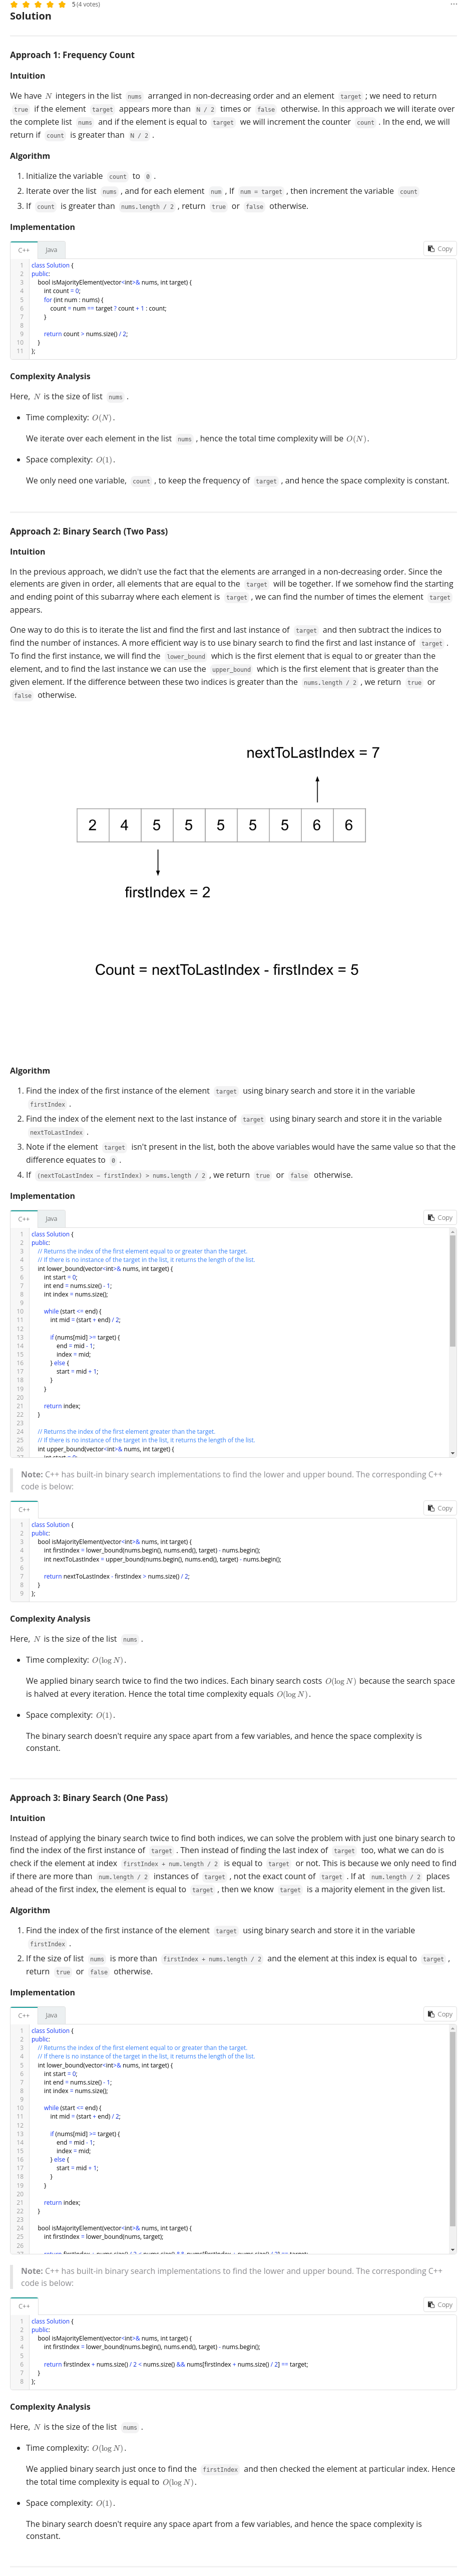 5 (4 votes)
Solution
Approach 1: Frequency Count
Intuition
We have N integers in the list nums arranged in non-decreasing order and an element target ; we need to return
true if the element target appears more than N / 2 times or false otherwise. In this approach we will iterate over
the complete list nums and if the element is equal to target we will increment the counter count . In the end, we will
return if count is greater than N / 2 .
Algorithm
1. Initialize the variable count to 0 .
2. Iterate over the list nums , and for each element num , If num = target , then increment the variable count
3. If count is greater than nums.length / 2 , return true or false otherwise.
Implementation
C++ Java Copy
1 class Solution {
2 public:
3 bool isMajorityElement(vector<int>& nums, int target) {
4 int count = 0;
5 for (int num : nums) {
6 count = num == target ? count + 1 : count;
7 }
8
9 return count > nums.size() / 2;
10 }
11 };
Complexity Analysis
Here, N is the size of list nums .
• Time complexity: O(N).
We iterate over each element in the list nums , hence the total time complexity will be O(N).
• Space complexity: O(1).
We only need one variable, count , to keep the frequency of target , and hence the space complexity is constant.
Approach 2: Binary Search (Two Pass)
Intuition
In the previous approach, we didn't use the fact that the elements are arranged in a non-decreasing order. Since the
elements are given in order, all elements that are equal to the target will be together. If we somehow find the starting
and ending point of this subarray where each element is target , we can find the number of times the element target
appears.
One way to do this is to iterate the list and find the first and last instance of target and then subtract the indices to
find the number of instances. A more efficient way is to use binary search to find the first and last instance of target .
To find the first instance, we will find the lower_bound which is the first element that is equal to or greater than the
element, and to find the last instance we can use the upper_bound which is the first element that is greater than the
given element. If the difference between these two indices is greater than the nums.length / 2 , we return true or
false otherwise.
nextToLastIndex = 7
2 4 5 5 5 5 5 6 6
firstIndex = 2
Count = nextToLastIndex - firstIndex = 5
Algorithm
1. Find the index of the first instance of the element target using binary search and store it in the variable
firstIndex .
2. Find the index of the element next to the last instance of target using binary search and store it in the variable
nextToLastIndex .
3. Note if the element target isn't present in the list, both the above variables would have the same value so that the
difference equates to 0 .
4. If (nextToLastIndex – firstIndex) > nums.length / 2 , we return true or false otherwise.
Implementation
C++ Java Copy
1 class Solution {
2 public:
3 // Returns the index of the first element equal to or greater than the target.
4 // If there is no instance of the target in the list, it returns the length of the list.
5 int lower_bound(vector<int>& nums, int target) {
6 int start = 0;
7 int end = nums.size() - 1;
8 int index = nums.size();
9
10 while (start <= end) {
11 int mid = (start + end) / 2;
12
13 if (nums[mid] >= target) {
14 end = mid - 1;
15 index = mid;
16 } else {
17 start = mid + 1;
18 }
19 }
20
21 return index;
22 }
23
24 // Returns the index of the first element greater than the target.
25 // If there is no instance of the target in the list, it returns the length of the list.
26 int upper_bound(vector<int>& nums, int target) {
Note: C++ has built-in binary search implementations to find the lower and upper bound. The corresponding C++
code is below:
C++ Copy
1 class Solution {
2 public:
3 bool isMajorityElement(vector<int>& nums, int target) {
4 int firstIndex = lower_bound(nums.begin(), nums.end(), target) - nums.begin();
5 int nextToLastIndex = upper_bound(nums.begin(), nums.end(), target) - nums.begin();
6
7 return nextToLastIndex - firstIndex > nums.size() / 2;
8 }
9 };
Complexity Analysis
Here, N is the size of the list nums .
• Time complexity: O(log N).
We applied binary search twice to find the two indices. Each binary search costs O(log N) because the search space
is halved at every iteration. Hence the total time complexity equals O(log N).
• Space complexity: O(1).
The binary search doesn't require any space apart from a few variables, and hence the space complexity is
constant.
Approach 3: Binary Search (One Pass)
Intuition
Instead of applying the binary search twice to find both indices, we can solve the problem with just one binary search to
find the index of the first instance of target . Then instead of finding the last index of target too, what we can do is
check if the element at index firstIndex + num.length / 2 is equal to target or not. This is because we only need to find
if there are more than num.length / 2 instances of target , not the exact count of target . If at num.length / 2 places
ahead of the first index, the element is equal to target , then we know target is a majority element in the given list.
Algorithm
1. Find the index of the first instance of the element target using binary search and store it in the variable
firstIndex .
2. If the size of list nums is more than firstIndex + nums.length / 2 and the element at this index is equal to target ,
return true or false otherwise.
Implementation
C++ Java Copy
1 class Solution {
2 public:
3 // Returns the index of the first element equal to or greater than the target.
4 // If there is no instance of the target in the list, it returns the length of the list.
5 int lower_bound(vector<int>& nums, int target) {
6 int start = 0;
7 int end = nums.size() - 1;
8 int index = nums.size();
9
10 while (start <= end) {
11 int mid = (start + end) / 2;
12
13 if (nums[mid] >= target) {
14 end = mid - 1;
15 index = mid;
16 } else {
17 start = mid + 1;
18 }
19 }
20
21 return index;
22 }
23
24 bool isMajorityElement(vector<int>& nums, int target) {
25 int firstIndex = lower_bound(nums, target);
26
Note: C++ has built-in binary search implementations to find the lower and upper bound. The corresponding C++
code is below:
C++ Copy
1 class Solution {
2 public:
3 bool isMajorityElement(vector<int>& nums, int target) {
4 int firstIndex = lower_bound(nums.begin(), nums.end(), target) - nums.begin();
5
6 return firstIndex + nums.size() / 2 < nums.size() && nums[firstIndex + nums.size() / 2] == target;
7 }
8 };
Complexity Analysis
Here, N is the size of the list nums .
• Time complexity: O(log N).
We applied binary search just once to find the firstIndex and then checked the element at particular index. Hence
the total time complexity is equal to O(log N).
• Space complexity: O(1).
The binary search doesn't require any space apart from a few variables, and hence the space complexity is
constant.